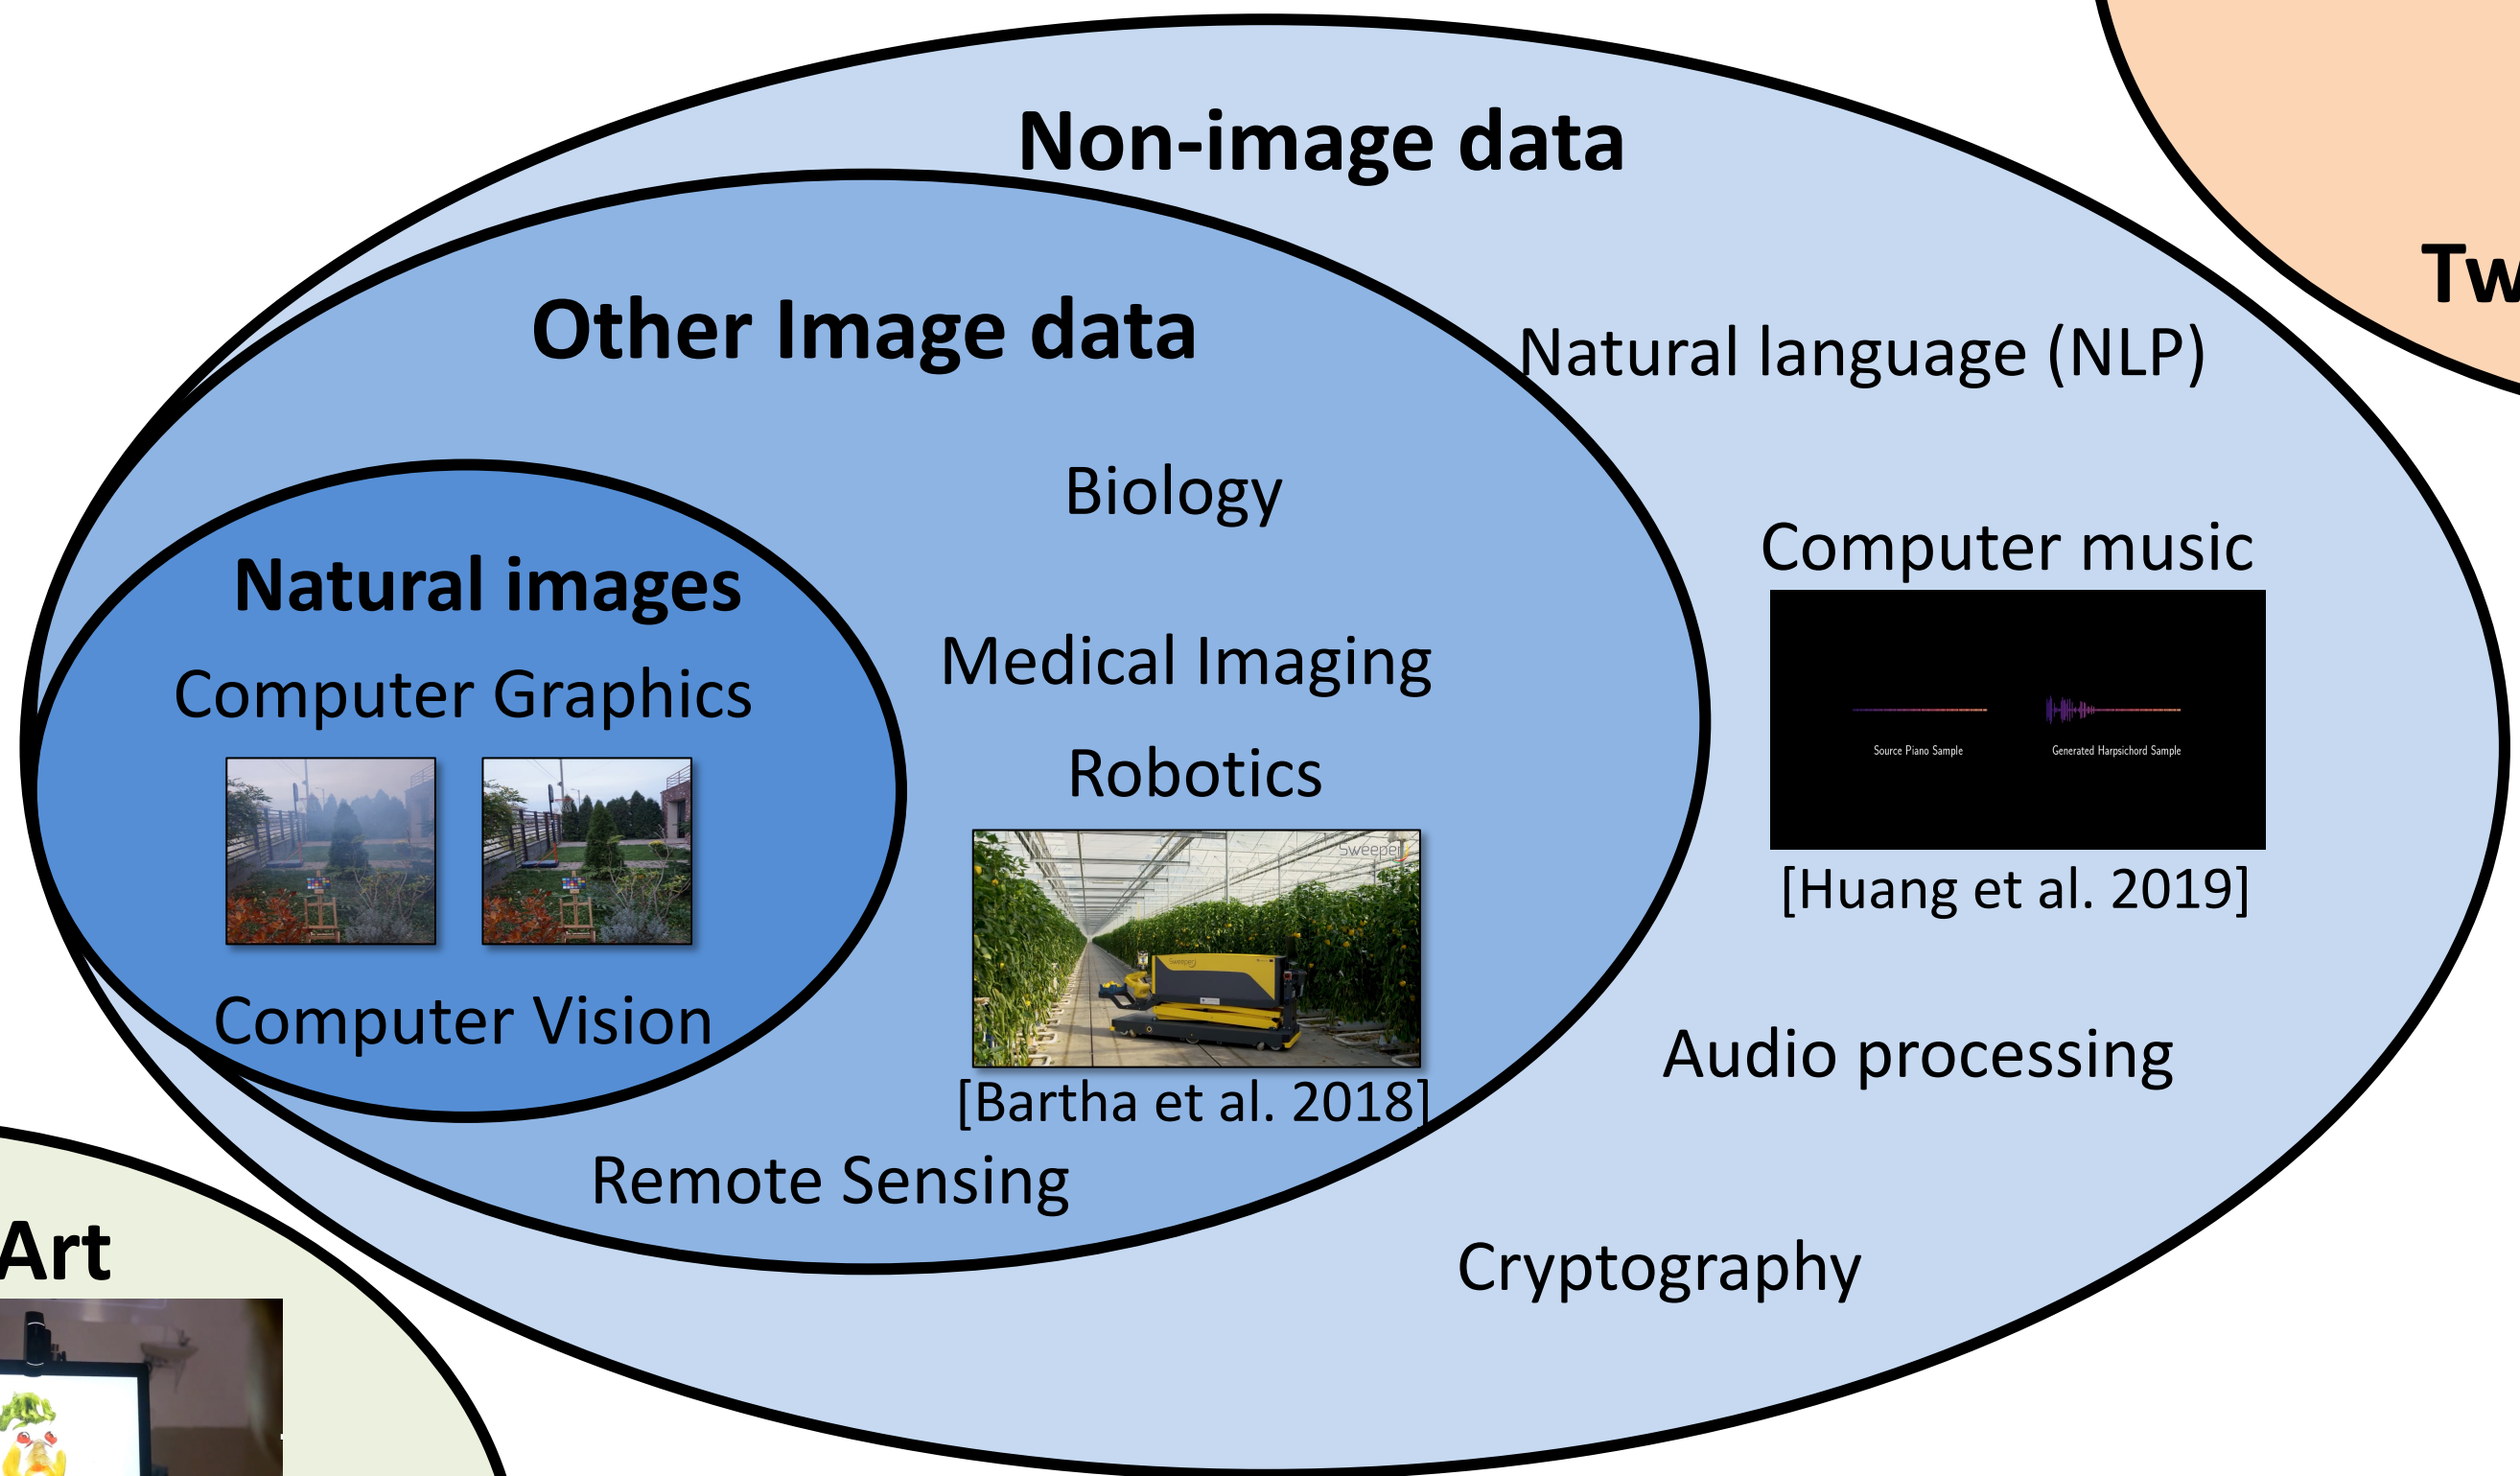 Non-image data
Tw
Other Image data
Natural language (NLP)
Biology
Computer music
Natural images
Medical Imaging
Computer Graphics
Source Piano Sample
Generated Harpsichord Sample
Robotics
Sweeper
[Huang et al. 2019]
Sweeper
Computer Vision
Audio processing
[Bartha et al. 2018]
Remote Sensing
Art
Cryptography